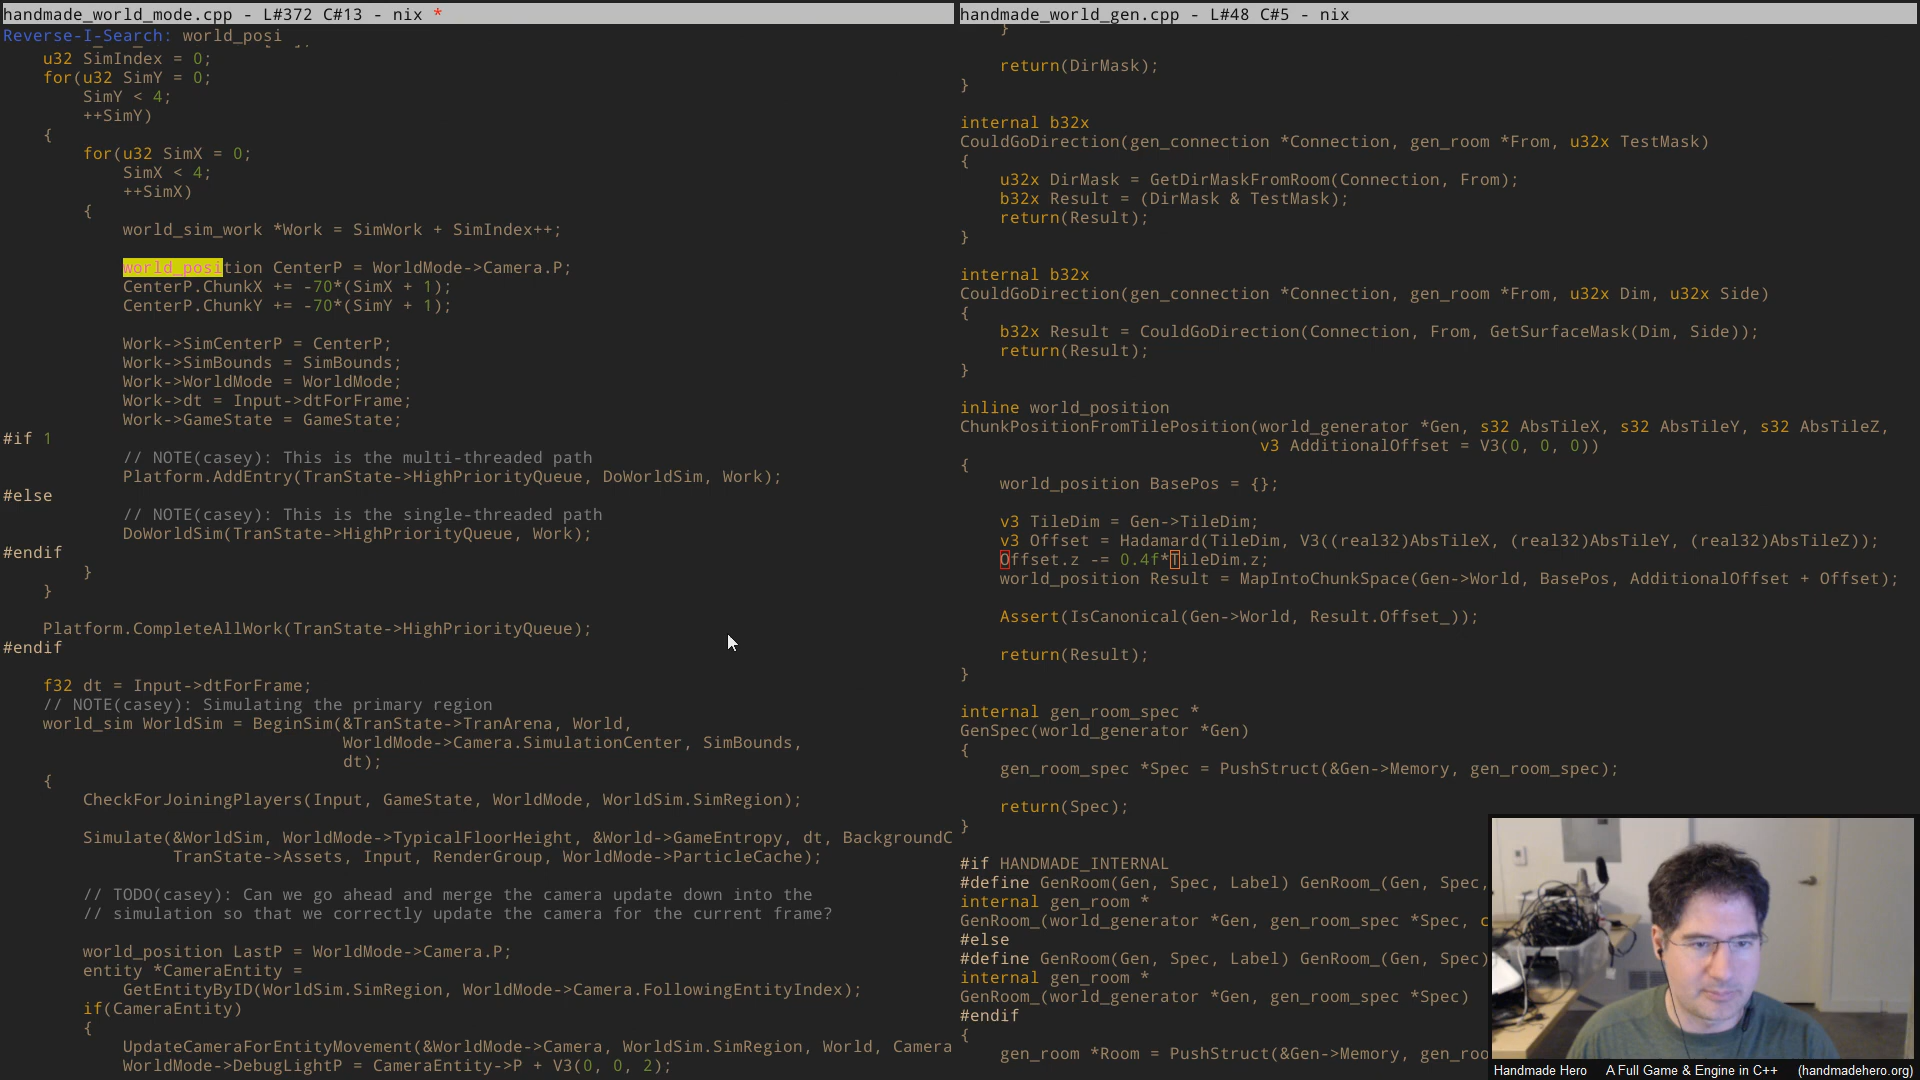 handmade_world_mode.cpp - L#372 C#13 - nix *
Reverse-I-Search: world_posi
    u32 SimIndex = 0;
    for(u32 SimY = 0;
        SimY < 4;
        ++SimY)
    {
        for(u32 SimX = 0;
            SimX < 4;
            ++SimX)
        {
            world_sim_work *Work = SimWork + SimIndex++;
            world_position CenterP = WorldMode->Camera.P;
            CenterP.ChunkX += -70*(SimX + 1);
            CenterP.ChunkY += -70*(SimY + 1);
            Work->SimCenterP = CenterP;
            Work->SimBounds = SimBounds;
            Work->WorldMode = WorldMode;
            Work->dt = Input->dtForFrame;
            Work->GameState = GameState;
#if 1
            // NOTE(casey): This is the multi-threaded path
            Platform.AddEntry(TranState->HighPriorityQueue, DoWorldSim, Work);
#else
            // NOTE(casey): This is the single-threaded path
            DoWorldSim(TranState->HighPriorityQueue, Work);
#endif
        }
    }
    Platform.CompleteAllWork(TranState->HighPriorityQueue);
#endif
    f32 dt = Input->dtForFrame;
    // NOTE(casey): Simulating the primary region
    world_sim WorldSim = BeginSim(&TranState->TranArena, World,
                                  WorldMode->Camera.SimulationCenter, SimBounds,
                                  dt);
    {
        CheckForJoiningPlayers(Input, GameState, WorldMode, WorldSim.SimRegion);
        Simulate(&WorldSim, WorldMode->TypicalFloorHeight, &World->GameEntropy, dt, BackgroundC
                 TranState->Assets, Input, RenderGroup, WorldMode->ParticleCache);
        // TODO(casey): Can we go ahead and merge the camera update down into the
        // simulation so that we correctly update the camera for the current frame?
        world_position LastP = WorldMode->Camera.P;
        entity *CameraEntity =
            GetEntityByID(WorldSim.SimRegion, WorldMode->Camera.FollowingEntityIndex);
        if(CameraEntity)
        {
            UpdateCameraForEntityMovement(&WorldMode->Camera, WorldSim.SimRegion, World, Camera
            WorldMode->DebugLightP = CameraEntity->P + V3(0, 0, 2);
handmade_world_gen.cpp - L#48 C#5 - nix
    }
    return(DirMask);
}
internal b32x
CouldGoDirection(gen_connection *Connection, gen_room *From, u32x TestMask)
{
    u32x DirMask = GetDirMaskFromRoom(Connection, From);
    b32x Result = (DirMask & TestMask);
    return(Result);
}
internal b32x
CouldGoDirection(gen_connection *Connection, gen_room *From, u32x Dim, u32x Side)
{
    b32x Result = CouldGoDirection(Connection, From, GetSurfaceMask(Dim, Side));
    return(Result);
}
inline world_position
ChunkPositionFromTilePosition(world_generator *Gen, s32 AbsTileX, s32 AbsTileY, s32 AbsTileZ,
                              v3 AdditionalOffset = V3(0, 0, 0))
{
    world_position BasePos = {};
    v3 TileDim = Gen->TileDim;
    v3 Offset = Hadamard(TileDim, V3((real32)AbsTileX, (real32)AbsTileY, (real32)AbsTileZ));
    Offset.z -= 0.4f*TileDim.z;
    world_position Result = MapIntoChunkSpace(Gen->World, BasePos, AdditionalOffset + Offset);
    Assert(IsCanonical(Gen->World, Result.Offset_));
    return(Result);
}
internal gen_room_spec *
GenSpec(world_generator *Gen)
{
    gen_room_spec *Spec = PushStruct(&Gen->Memory, gen_room_spec);
    return(Spec);
}
#if HANDMADE_INTERNAL
#define GenRoom(Gen, Spec, Label) GenRoom_(Gen, Spec,
internal gen_room *
GenRoom_(world_generator *Gen, gen_room_spec *Spec, c
#else
#define GenRoom(Gen, Spec, Label) GenRoom_(Gen, Spec)
internal gen_room *
GenRoom_(world_generator *Gen, gen_room_spec *Spec)
#endif
{
    gen_room *Room = PushStruct(&Gen->Memory, gen_roo
Handmade Hero    A Full Game & Engine in C++    (handmadehero.org)